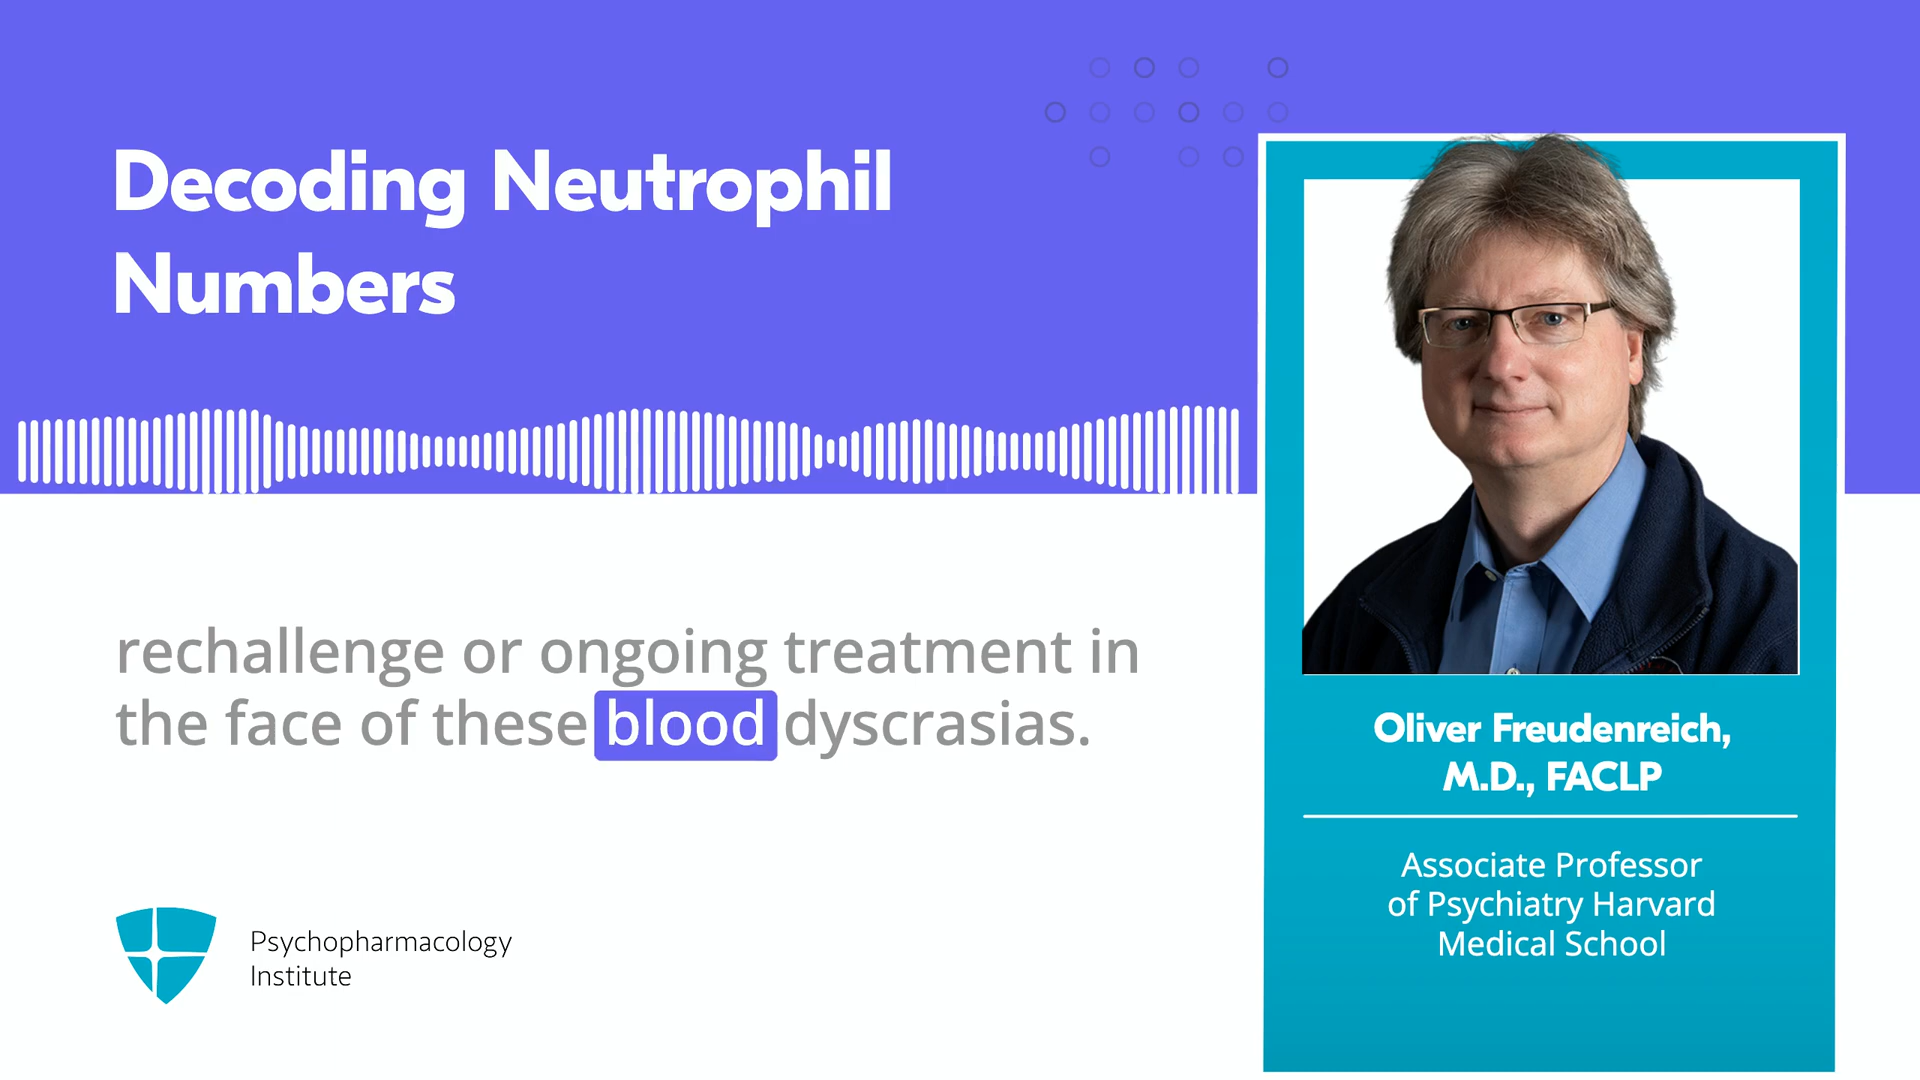 Decoding Neutrophil
Numbers
rechallenge or ongoing treatment in
the face of these blood dyscrasias.
Psychopharmacology
Institute
Oliver Freudenreich,
M.D., FACLP
Associate Professor
of Psychiatry Harvard
Medical School